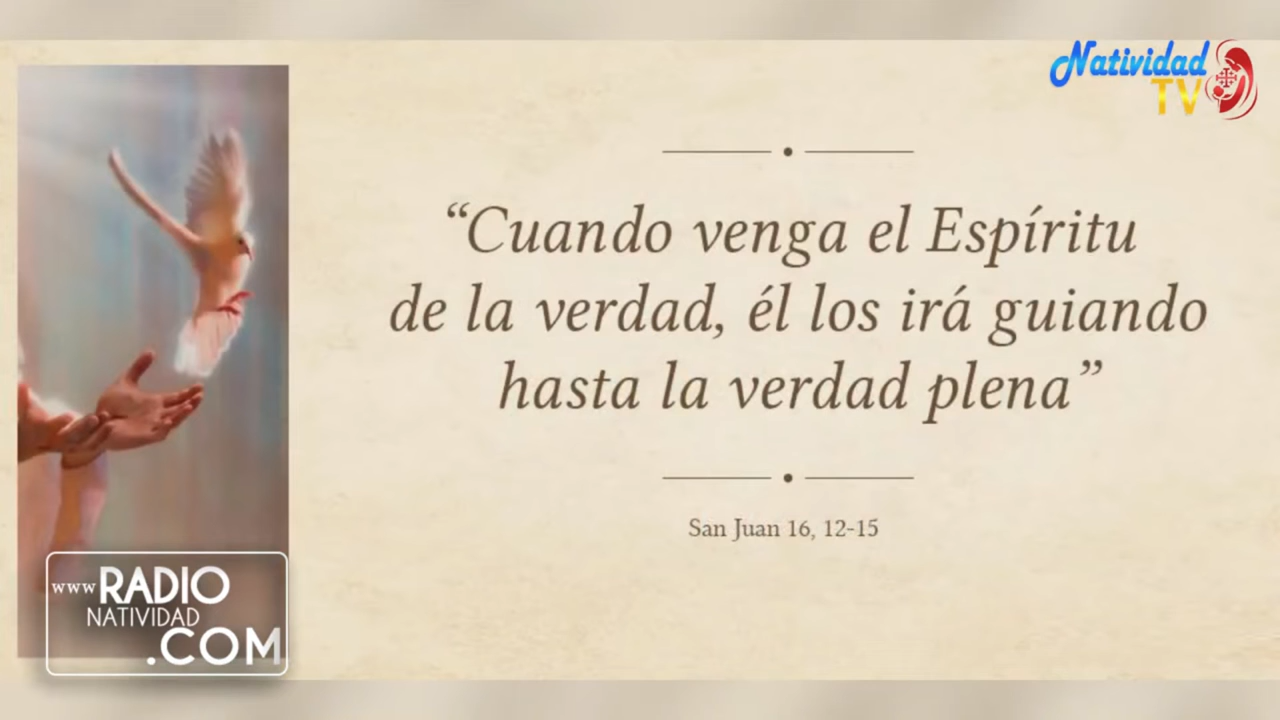 Natividad
TV
“Cuando venga el Espíritu
de la verdad, él los irá guiando
hasta la verdad plena”
San Juan 16, 12-15
www RADIO
NATIVIDAD
.COM